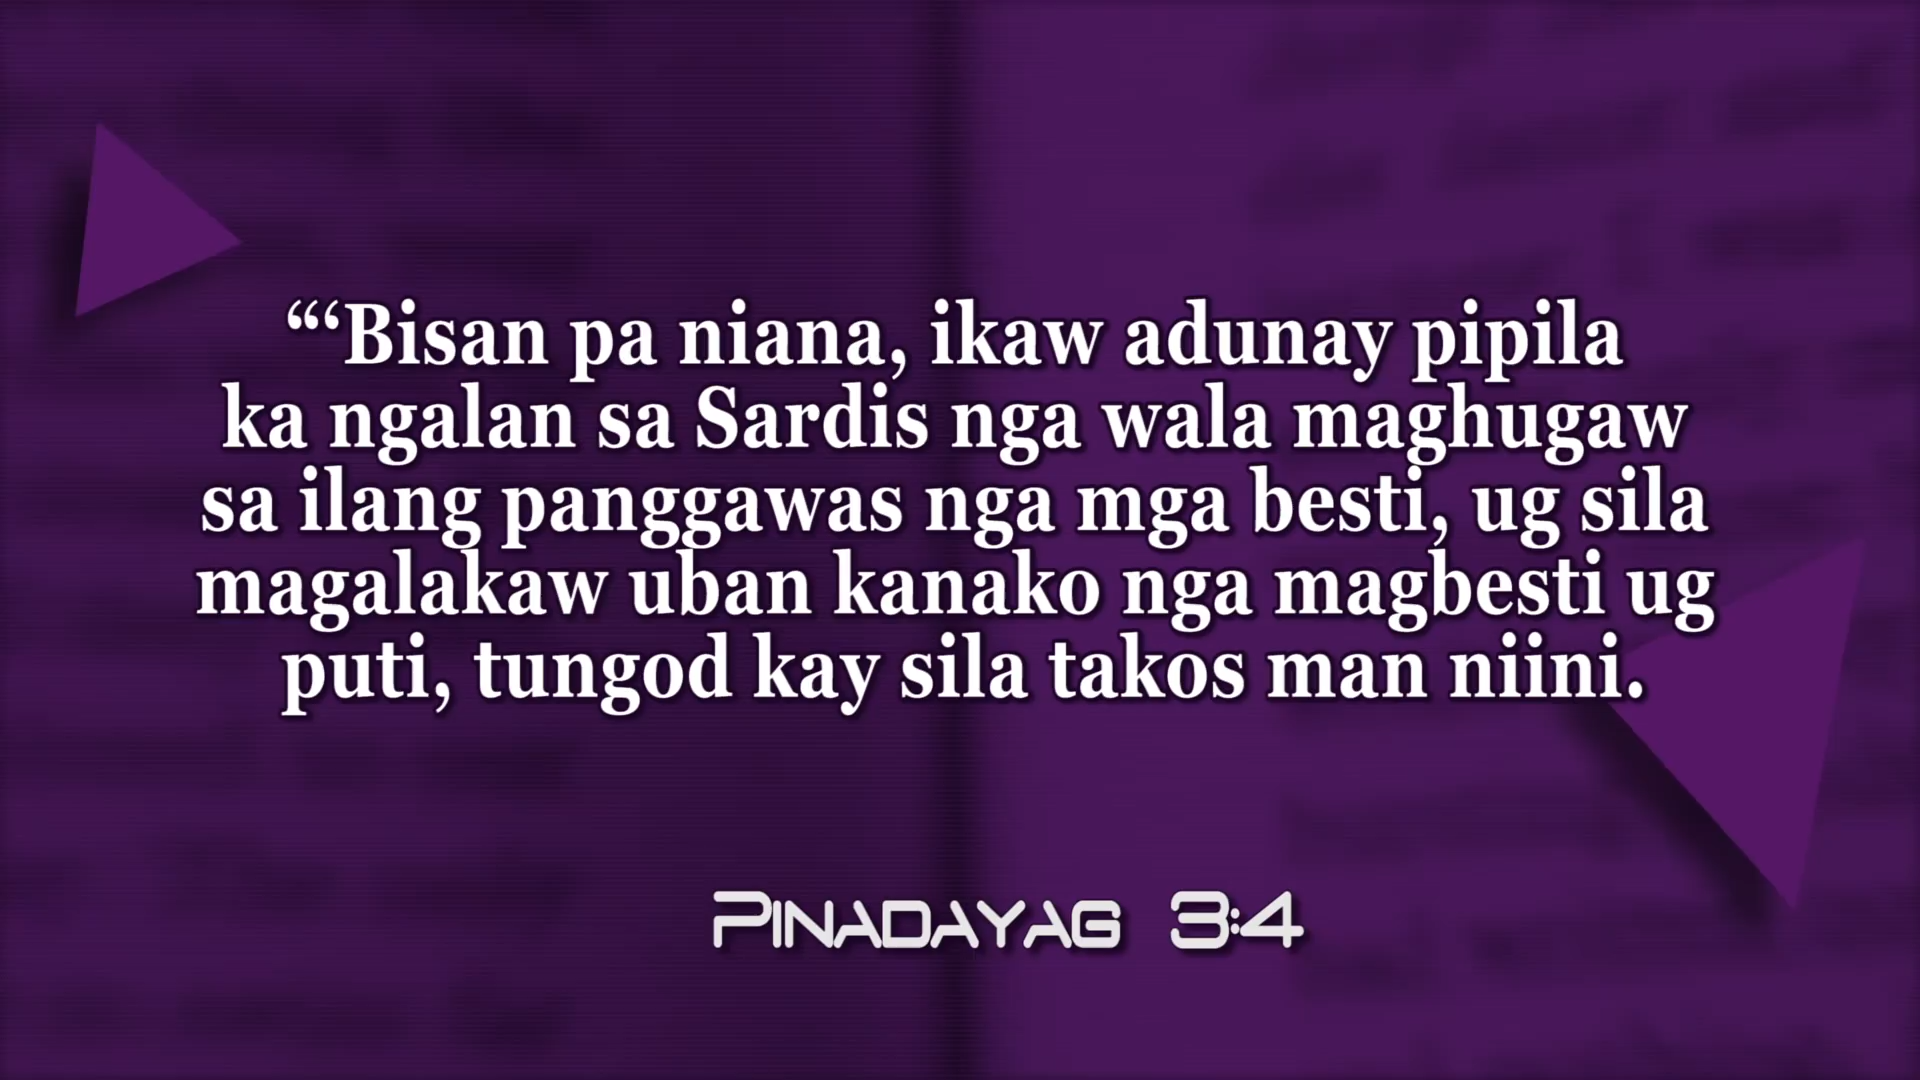 “‘Bisan pa niana, ikaw adunay pipila
ka ngalan sa Sardis nga wala maghugaw
sa ilang panggawas nga mga besti, ug sila
magalakaw uban kanako nga magbesti ug
puti, tungod kay sila takos man niini.
Pinadayag 3:4